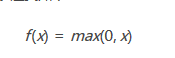 f(x) = max(0, x)